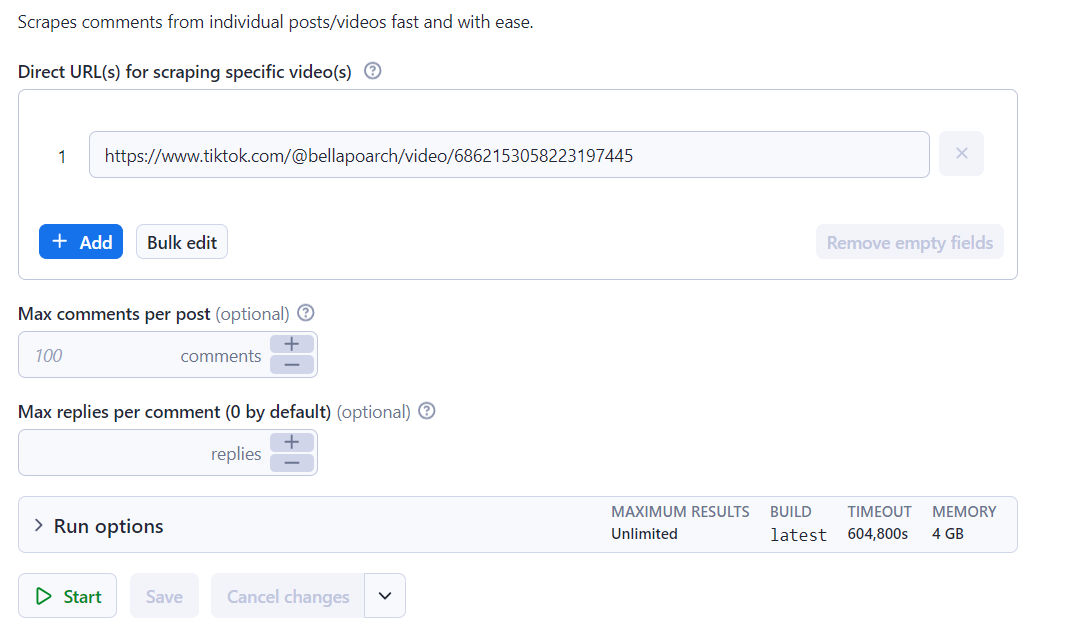 Scrapes comments from individual posts/videos fast and with ease.
Direct URL(s) for scraping specific video(s)
1 https://www.tiktok.com/@bellapoarch/video/6862153058223197445
+ Add Bulk edit Remove empty fields
Max comments per post (optional)
100 comments
Max replies per comment (0 by default) (optional)
replies
Run options
MAXIMUM RESULTS BUILD TIMEOUT MEMORY
Unlimited latest 604,800s 4 GB
Start Save Cancel changes